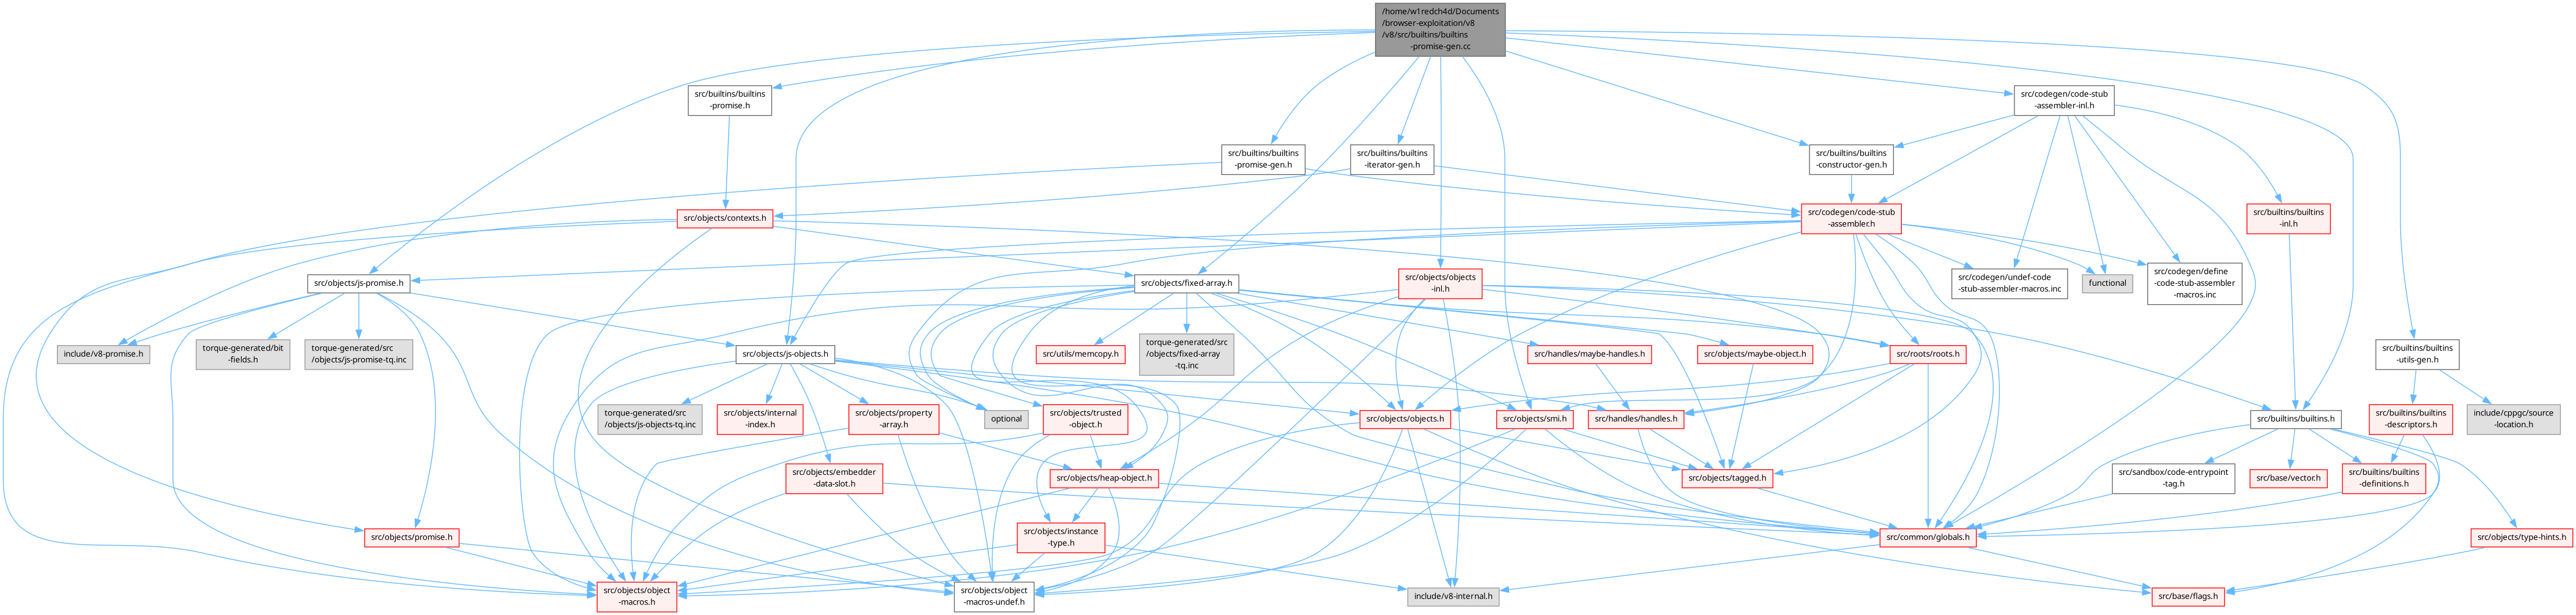 /home/w1redch4d/Documents
/browser-exploitation/v8
/v8/src/builtins/builtins
-promise-gen.cc
src/builtins/builtins
-promise.h
src/codegen/code-stub
-assembler-inl.h
src/builtins/builtins
-promise-gen.h
src/builtins/builtins
-iterator-gen.h
src/builtins/builtins
-constructor-gen.h
src/objects/contexts.h
src/codegen/code-stub
-assembler.h
src/builtins/builtins
-inl.h
src/objects/js-promise.h
src/objects/fixed-array.h
src/objects/objects
-inl.h
src/codegen/undef-code
-stub-assembler-macros.inc
functional
src/codegen/define
-code-stub-assembler
-macros.inc
include/v8-promise.h
torque-generated/bit
-fields.h
torque-generated/src
/objects/js-promise-tq.inc
src/objects/js-objects.h
src/utils/memcopy.h
torque-generated/src
/objects/fixed-array
-tq.inc
src/handles/maybe-handles.h
src/objects/maybe-object.h
src/roots/roots.h
src/builtins/builtins
-utils-gen.h
torque-generated/src
/objects/js-objects-tq.inc
src/objects/internal
-index.h
src/objects/property
-array.h
optional
src/objects/trusted
-object.h
src/objects/objects.h
src/objects/smi.h
src/handles/handles.h
src/builtins/builtins.h
src/builtins/builtins
-descriptors.h
include/cppgc/source
-location.h
src/objects/embedder
-data-slot.h
src/objects/heap-object.h
src/objects/tagged.h
src/sandbox/code-entrypoint
-tag.h
src/base/vector.h
src/builtins/builtins
-definitions.h
src/objects/promise.h
src/objects/instance
-type.h
src/common/globals.h
src/objects/type-hints.h
src/objects/object
-macros.h
src/objects/object
-macros-undef.h
include/v8-internal.h
src/base/flags.h